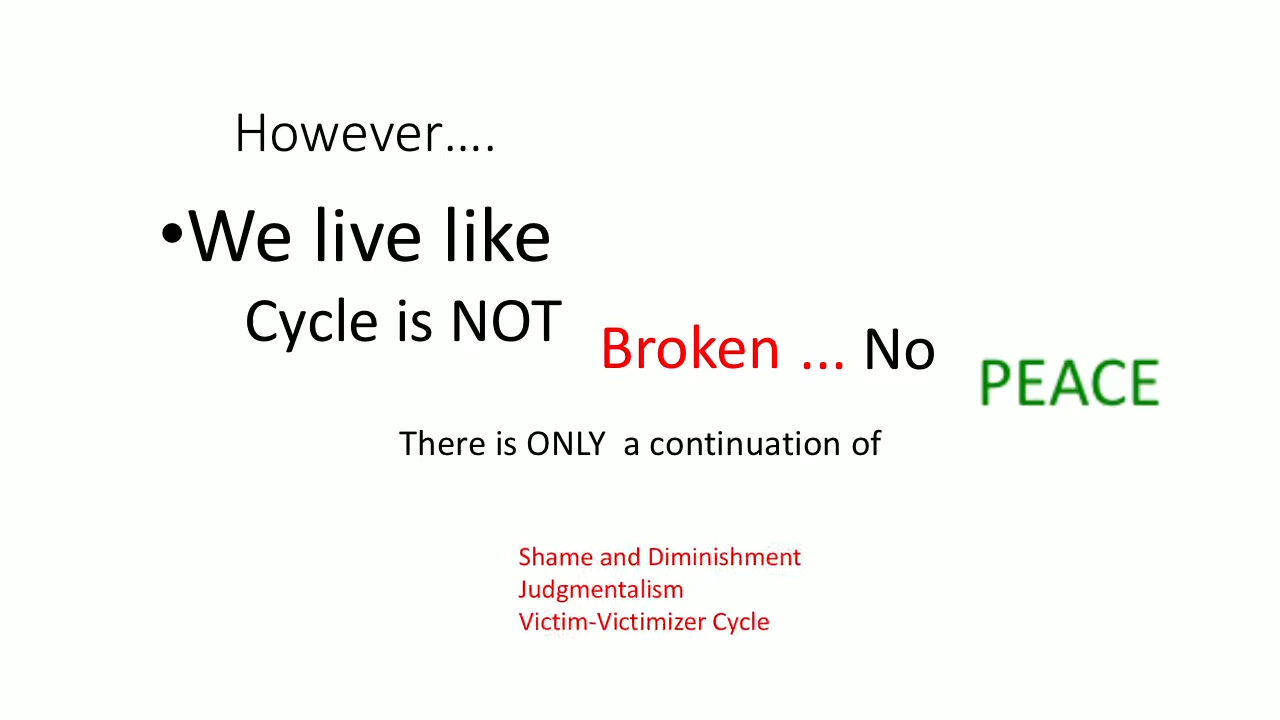 However....
•We live like
Cycle is NOT
Broken ... No
PEACE
There is ONLY  a continuation of
Shame and Diminishment
Judgmentalism
Victim-Victimizer Cycle